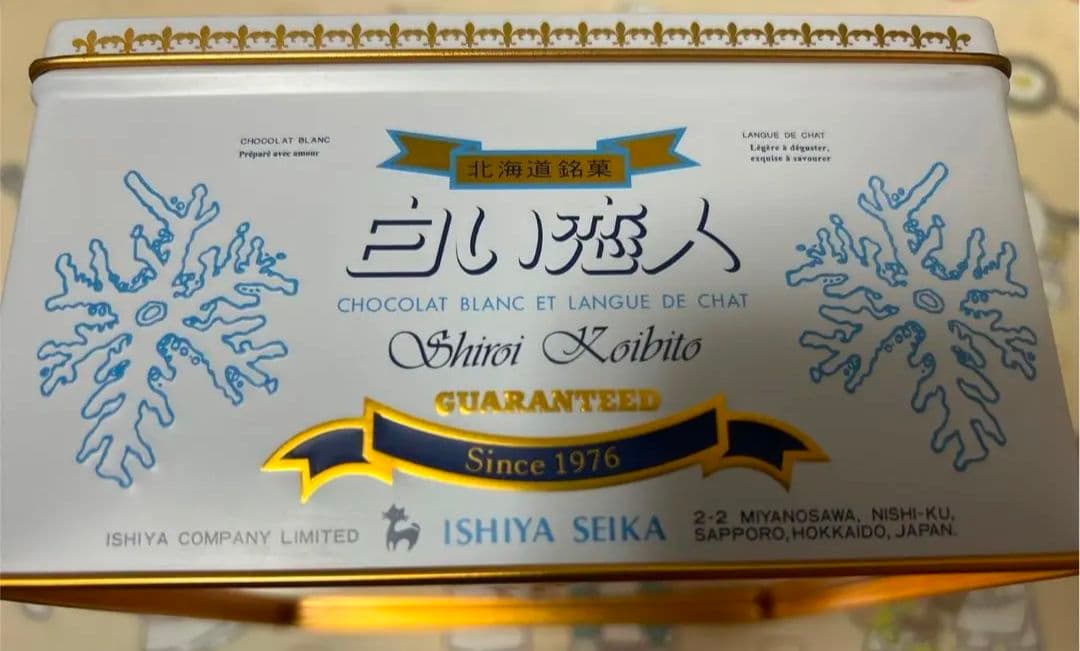 CHOCOLAT BLANC
Préparé avec amour
LANGUE DE CHAT
Légère à déguster,
exquise à savourer
北海道銘菓
白い恋人
CHOCOLAT BLANC ET LANGUE DE CHAT
Shiroi Koibito
GUARANTEED
Since 1976
ISHIYA COMPANY LIMITED
ISHIYA SEIKA
2-2 MIYANOSAWA, NISHI-KU,
SAPPORO, HOKKAIDO, JAPAN.